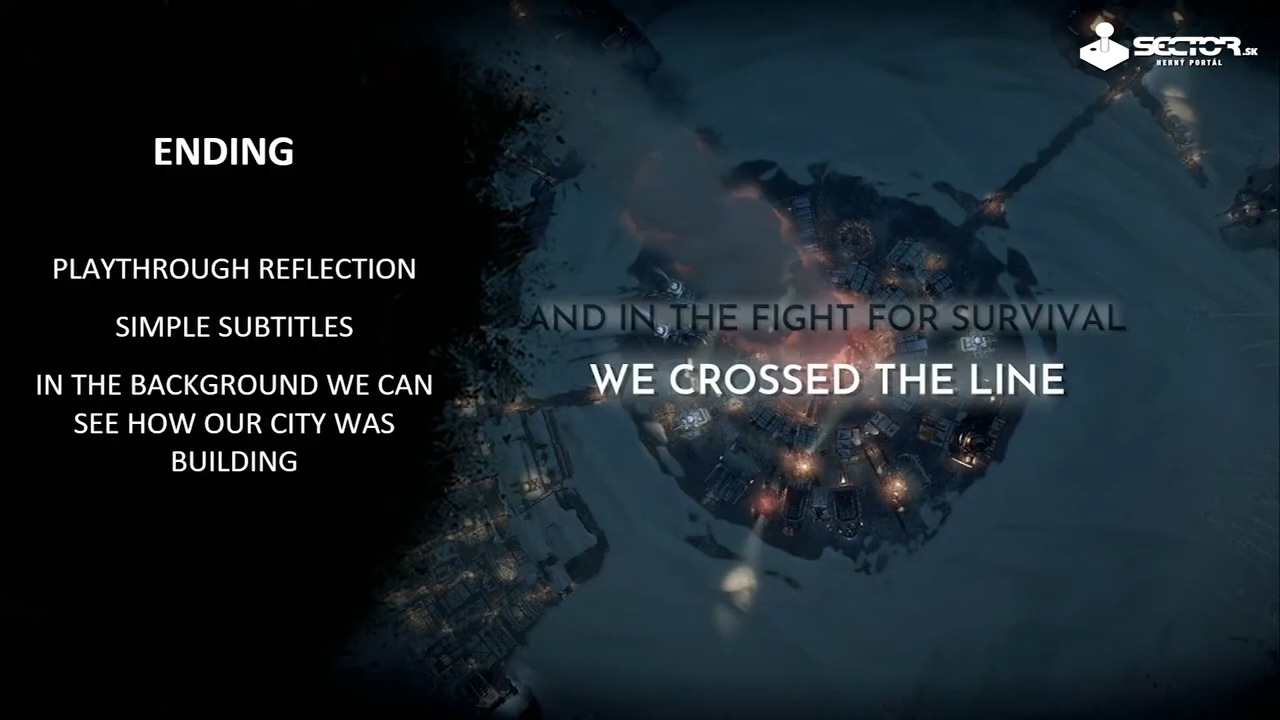 SECTOR.SK
HERNÝ PORTÁL
ENDING
PLAYTHROUGH REFLECTION
SIMPLE SUBTITLES
IN THE BACKGROUND WE CAN
SEE HOW OUR CITY WAS
BUILDING
AND IN THE FIGHT FOR SURVIVAL
WE CROSSED THE LINE